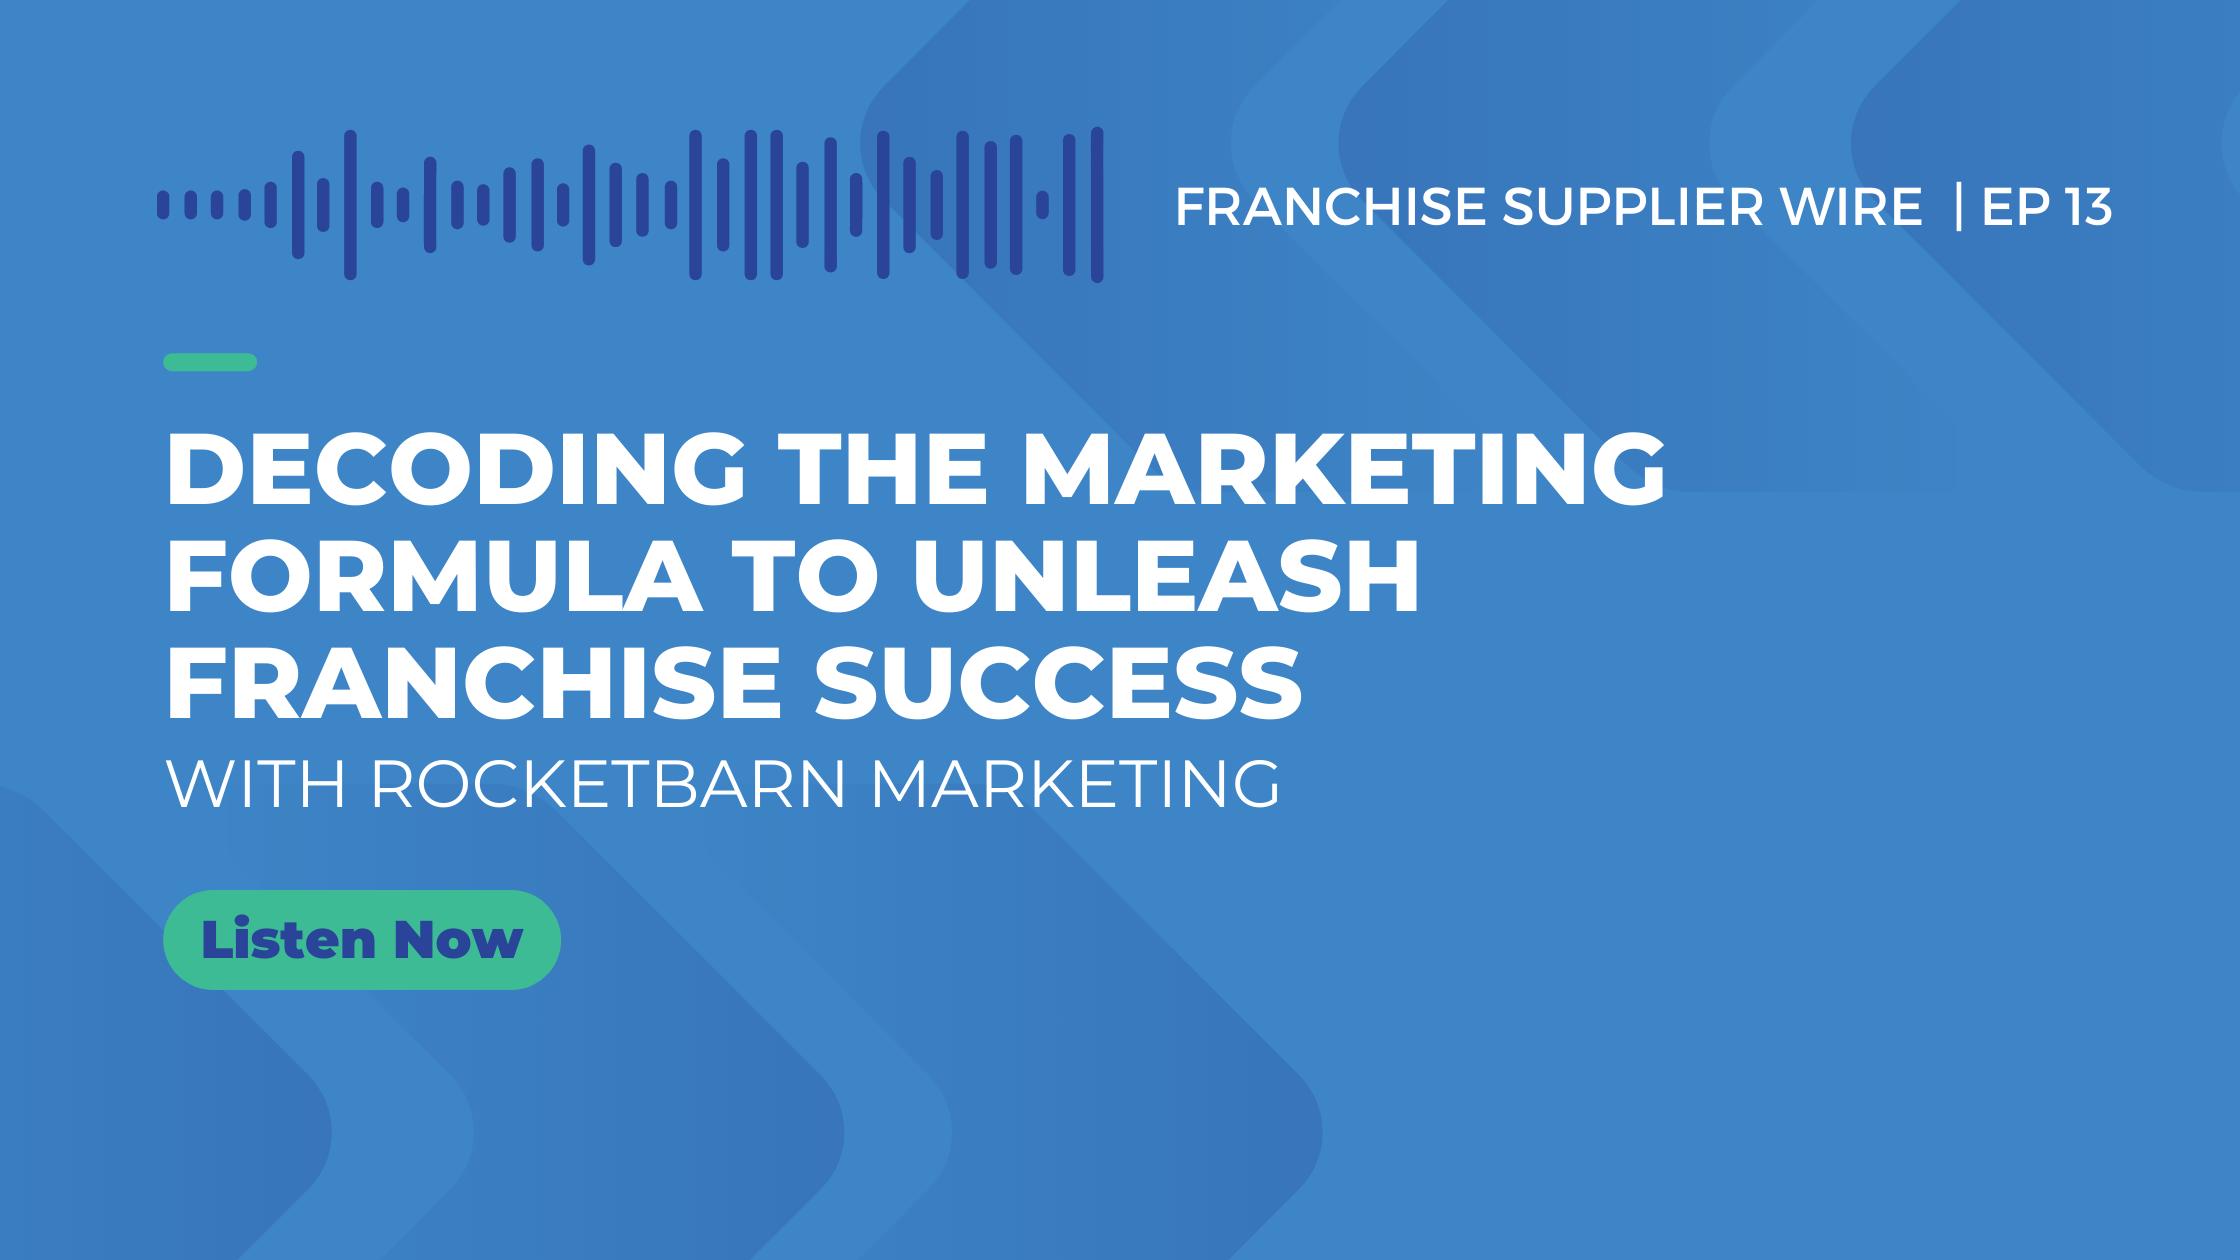 FRANCHISE SUPPLIER WIRE | EP 13
DECODING THE MARKETING
FORMULA TO UNLEASH
FRANCHISE SUCCESS
WITH ROCKETBARN MARKETING
Listen Now